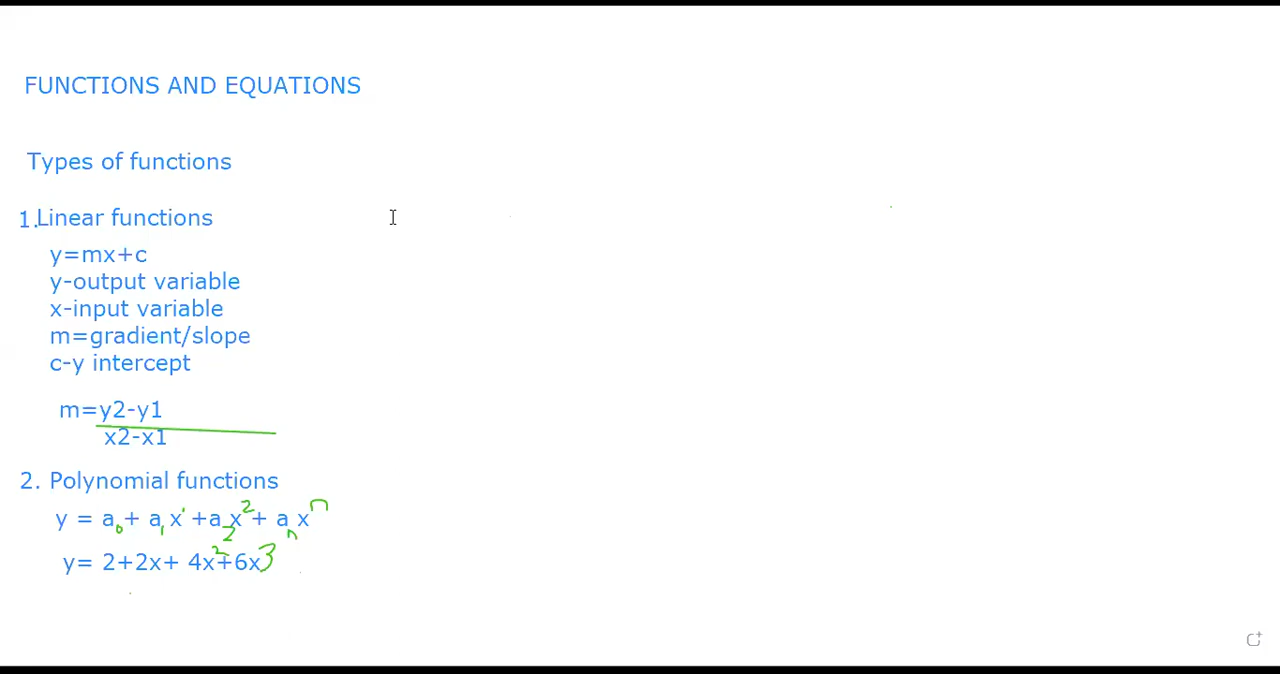 FUNCTIONS AND EQUATIONS
Types of functions
1.Linear functions
y=mx+c
y-output variable
x-input variable
m=gradient/slope
c-y intercept
m=y2-y1
x2-x1
2. Polynomial functions
y = a₀+ a₁x¹+a₂x²+ aₙxⁿ
y= 2+2x+ 4x²+6x³